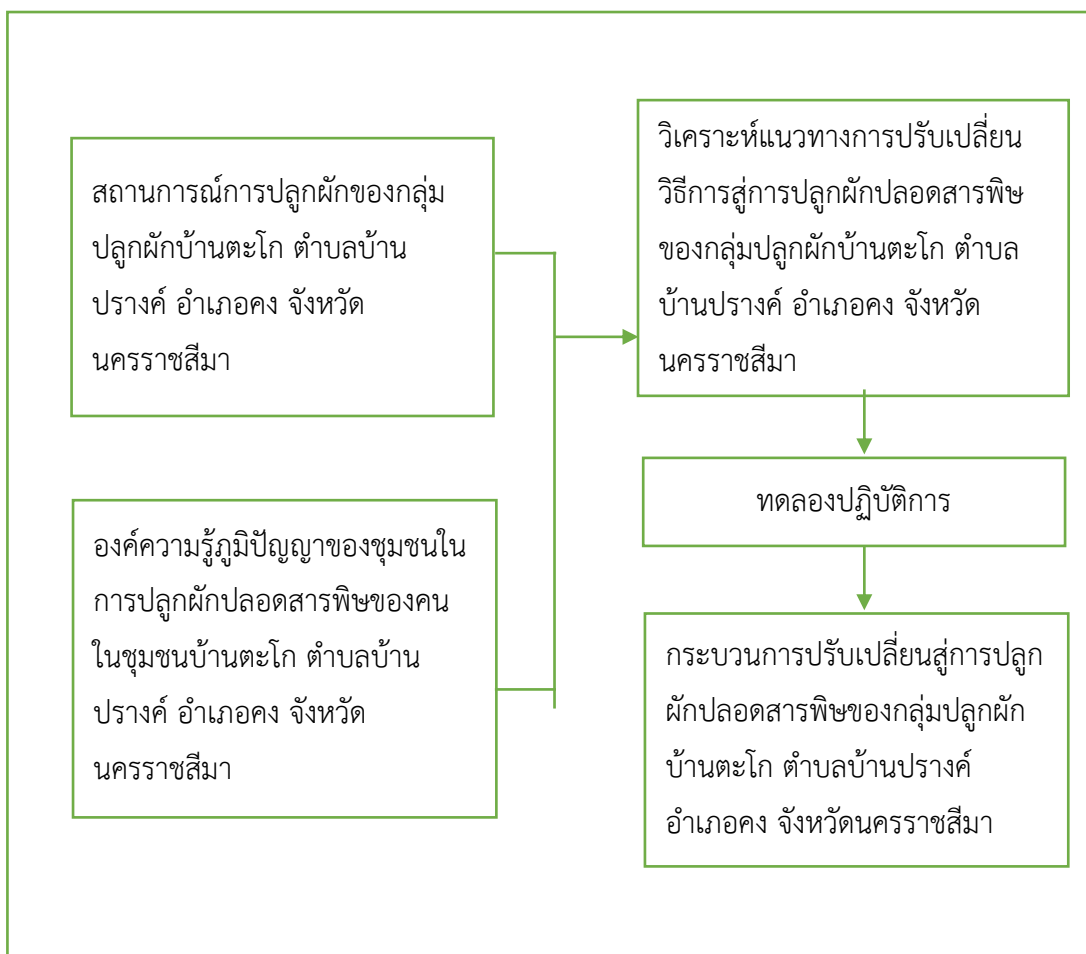 สถานการณ์การปลูกผักของกลุ่ม
ปลูกผักบ้านตะโก ตำบลบ้าน
ปรางค์ อำเภอคง จังหวัด
นครราชสีมา
องค์ความรู้ภูมิปัญญาของชุมชนใน
การปลูกผักปลอดสารพิษของคน
ในชุมชนบ้านตะโก ตำบลบ้าน
ปรางค์ อำเภอคง จังหวัด
นครราชสีมา
วิเคราะห์แนวทางการปรับเปลี่ยน
วิธีการสู่การปลูกผักปลอดสารพิษ
ของกลุ่มปลูกผักบ้านตะโก ตำบล
บ้านปรางค์ อำเภอคง จังหวัด
นครราชสีมา
ทดลองปฏิบัติการ
กระบวนการปรับเปลี่ยนสู่การปลูก
ผักปลอดสารพิษของกลุ่มปลูกผัก
บ้านตะโก ตำบลบ้านปรางค์
อำเภอคง จังหวัดนครราชสีมา